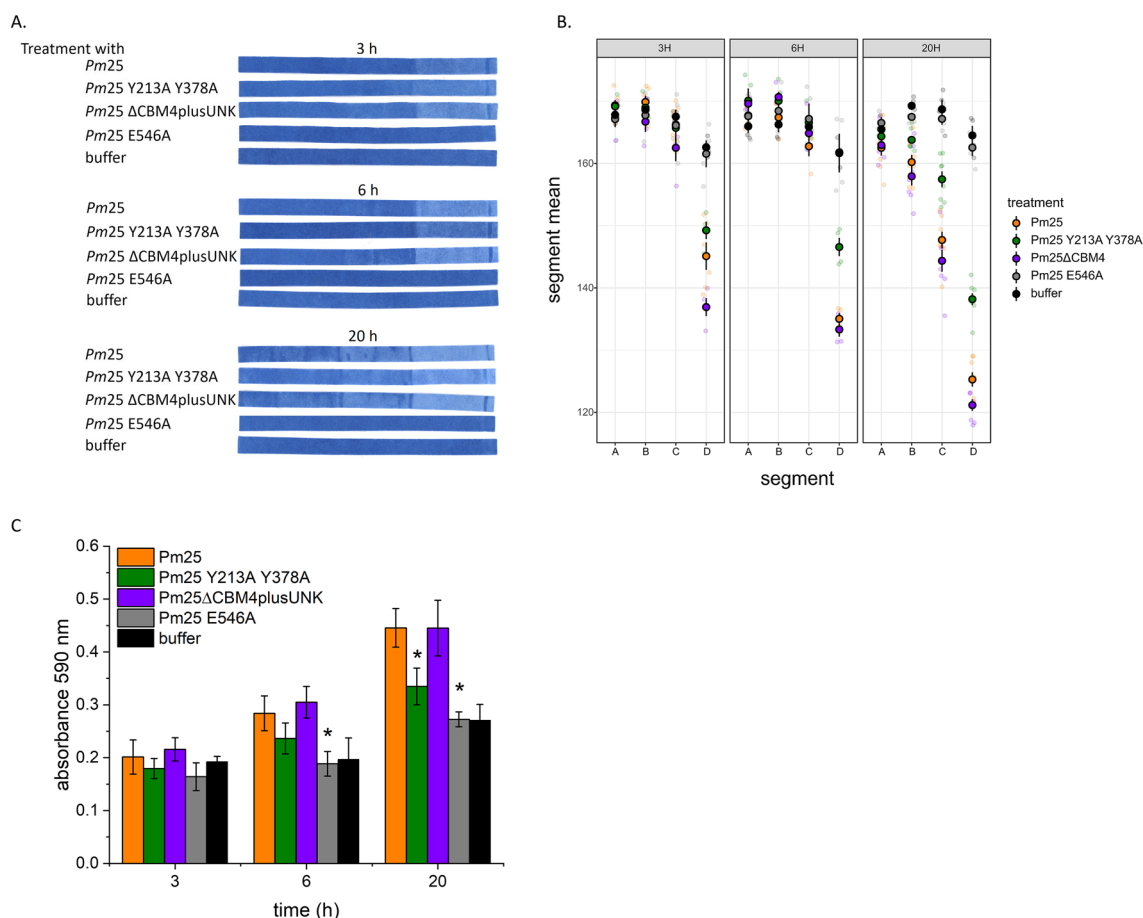 A.
Treatment with
3 h
Pm25
Pm25 Y213A Y378A
Pm25 ΔCBM4plusUNK
Pm25 E546A
buffer
6 h
Pm25
Pm25 Y213A Y378A
Pm25 ΔCBM4plusUNK
Pm25 E546A
buffer
20 h
Pm25
Pm25 Y213A Y378A
Pm25 ΔCBM4plusUNK
Pm25 E546A
buffer
B.
3H 6H 20H
segment mean
160
140
120
A B C D A B C D A B C D
segment
treatment
Pm25
Pm25 Y213A Y378A
Pm25ΔCBM4
Pm25 E546A
buffer
C
absorbance 590 nm
0.6
0.5
0.4
0.3
0.2
0.1
0.0
Pm25
Pm25 Y213A Y378A
Pm25ΔCBM4plusUNK
Pm25 E546A
buffer
* * *
3 6 20
time (h)